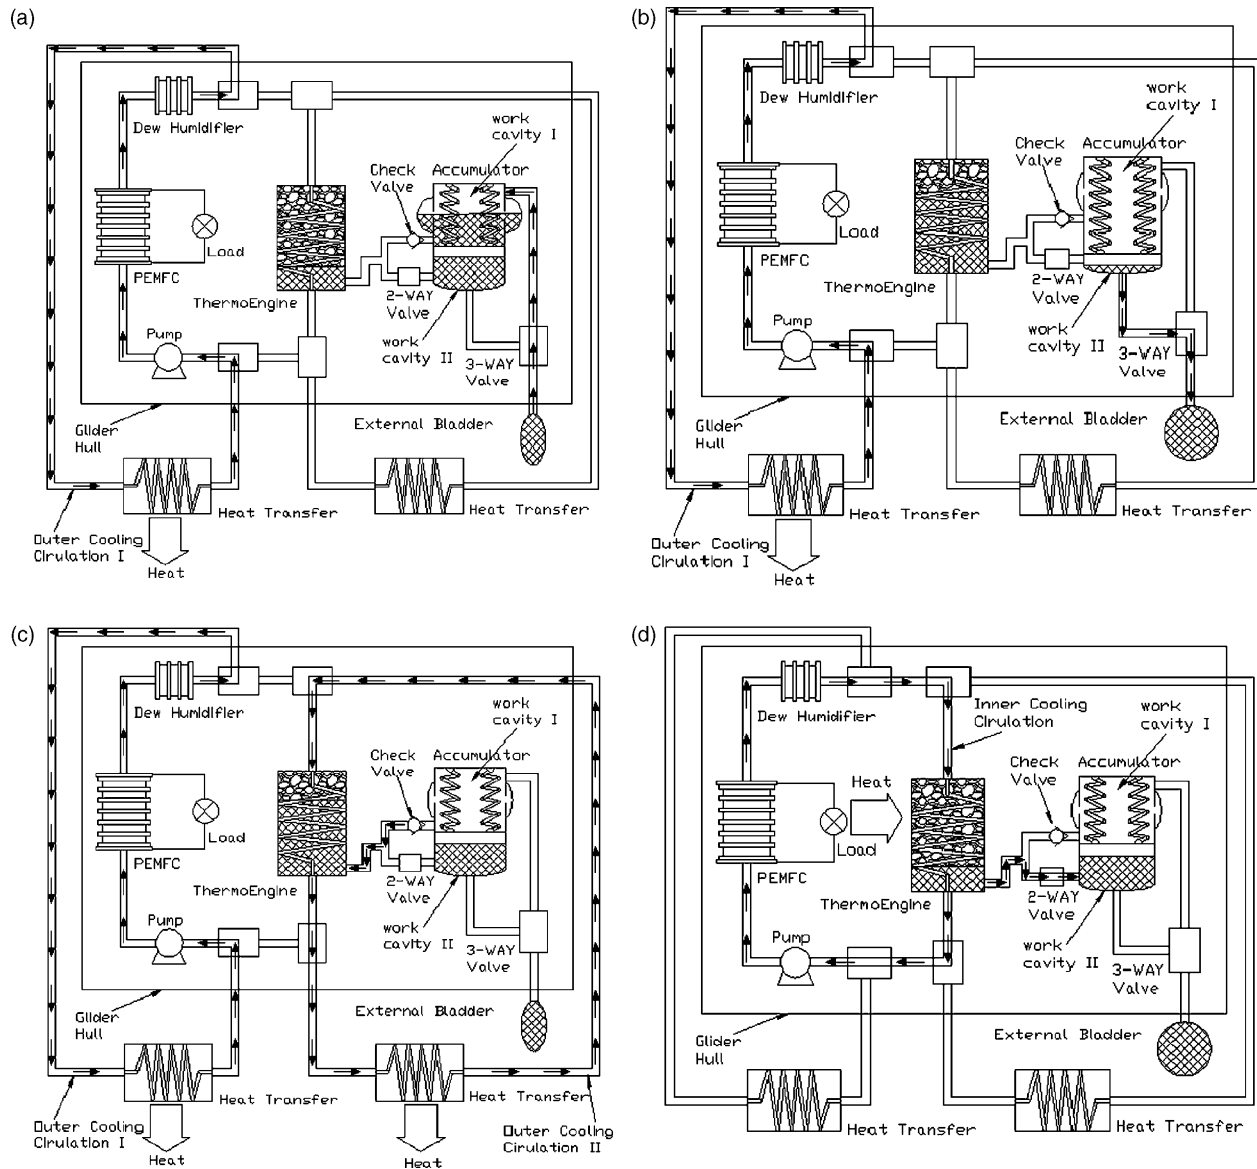 (a)
Dew Humidifier
work
cavity I
Check
Valve
Accumulator
Load
PEMFC
ThermoEngine
2-WAY
Valve
Pump
work
cavity II
3-WAY
Valve
Glider
Hull
External Bladder
Outer Cooling
Cirulation I
Heat Transfer
Heat Transfer
Heat
(b)
Dew Humidifier
work
cavity I
Check
Valve
Accumulator
Load
PEMFC
ThermoEngine
2-WAY
Valve
Pump
work
cavity II
3-WAY
Valve
Glider
Hull
External Bladder
Outer Cooling
Cirulation I
Heat Transfer
Heat Transfer
Heat
(c)
Dew Humidifier
work
cavity I
Check
Valve
Accumulator
Load
PEMFC
ThermoEngine
2-WAY
Valve
Pump
work
cavity II
3-WAY
Valve
Glider
Hull
External Bladder
Outer Cooling
Cirulation I
Heat Transfer
Heat Transfer
Outer Cooling
Cirulation II
Heat
Heat
(d)
Dew Humidifier
Inner Cooling
Cirulation
work
cavity I
Check
Valve
Accumulator
Heat
Load
PEMFC
ThermoEngine
2-WAY
Valve
Pump
work
cavity II
3-WAY
Valve
Glider
Hull
External Bladder
Heat Transfer
Heat Transfer